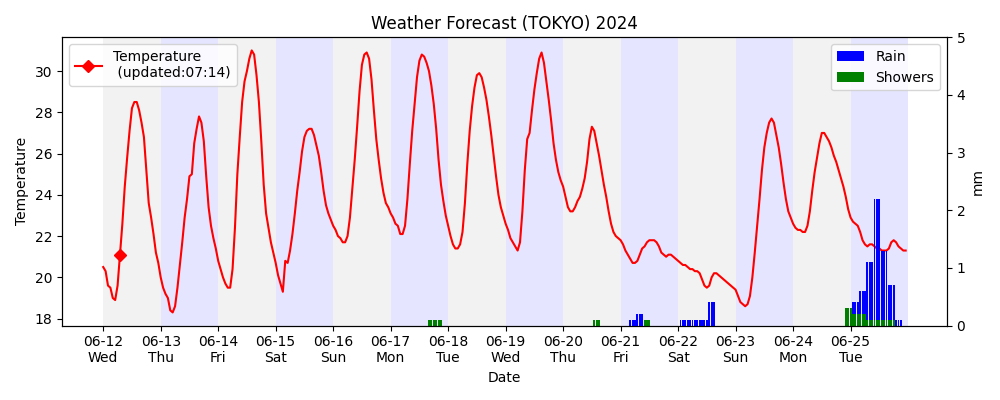 Weather Forecast (TOKYO) 2024
Temperature
(updated:07:14)
Rain
Showers
Temperature
30
28
26
24
22
20
18
5
4
3
2
1
0
mm
06-12 06-13 06-14 06-15 06-16 06-17 06-18 06-19 06-20 06-21 06-22 06-23 06-24 06-25
Wed Thu Fri Sat Sun Mon Tue Wed Thu Fri Sat Sun Mon Tue
Date